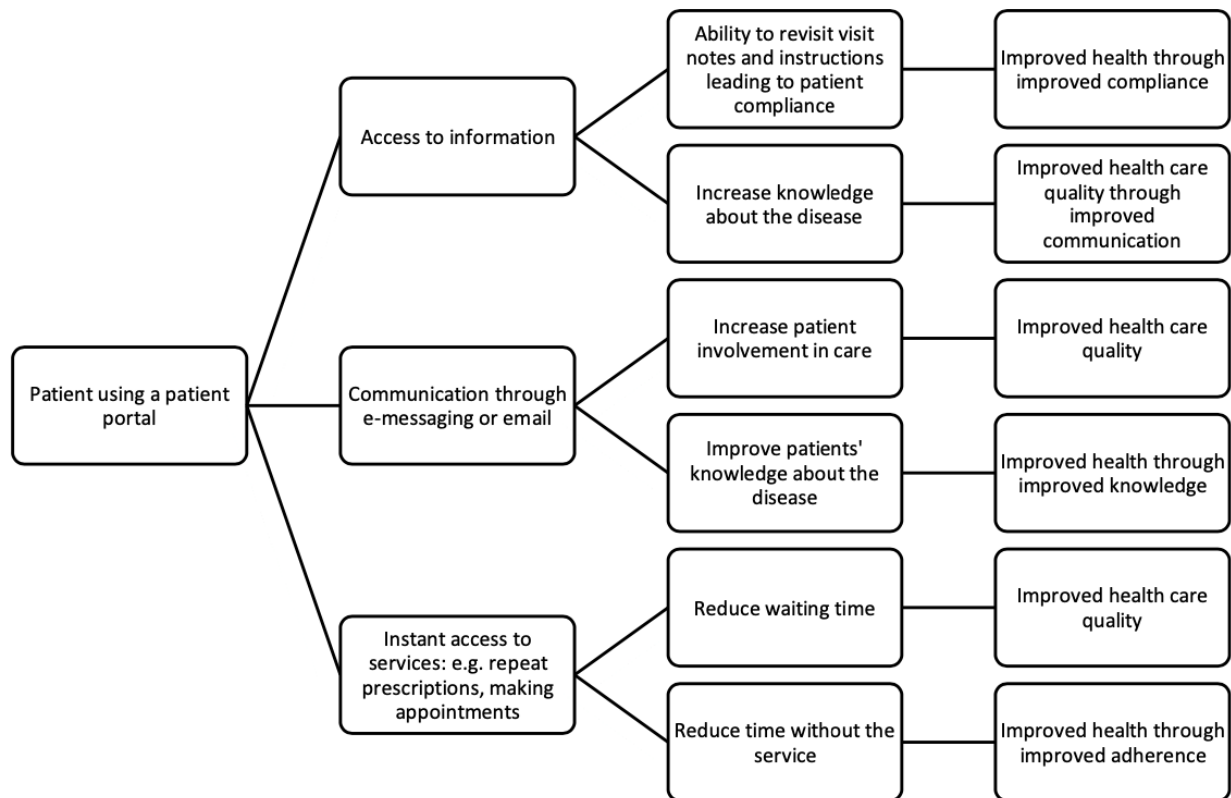 Patient using a patient
portal
Access to information
Ability to revisit visit
notes and instructions
leading to patient
compliance
Improved health through
improved compliance
Increase knowledge
about the disease
Improved health care
quality through
improved
communication
Communication through
e-messaging or email
Increase patient
involvement in care
Improved health care
quality
Improve patients'
knowledge about the
disease
Improved health through
improved knowledge
Instant access to
services: e.g. repeat
prescriptions, making
appointments
Reduce waiting time
Improved health care
quality
Reduce time without the
service
Improved health through
improved adherence